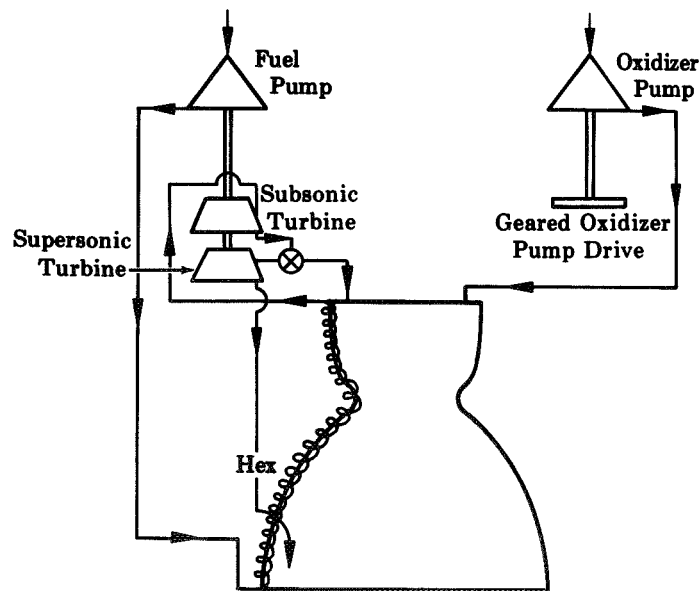 Fuel
Pump
Oxidizer
Pump
Subsonic
Turbine
Geared Oxidizer
Pump Drive
Supersonic
Turbine
Hex